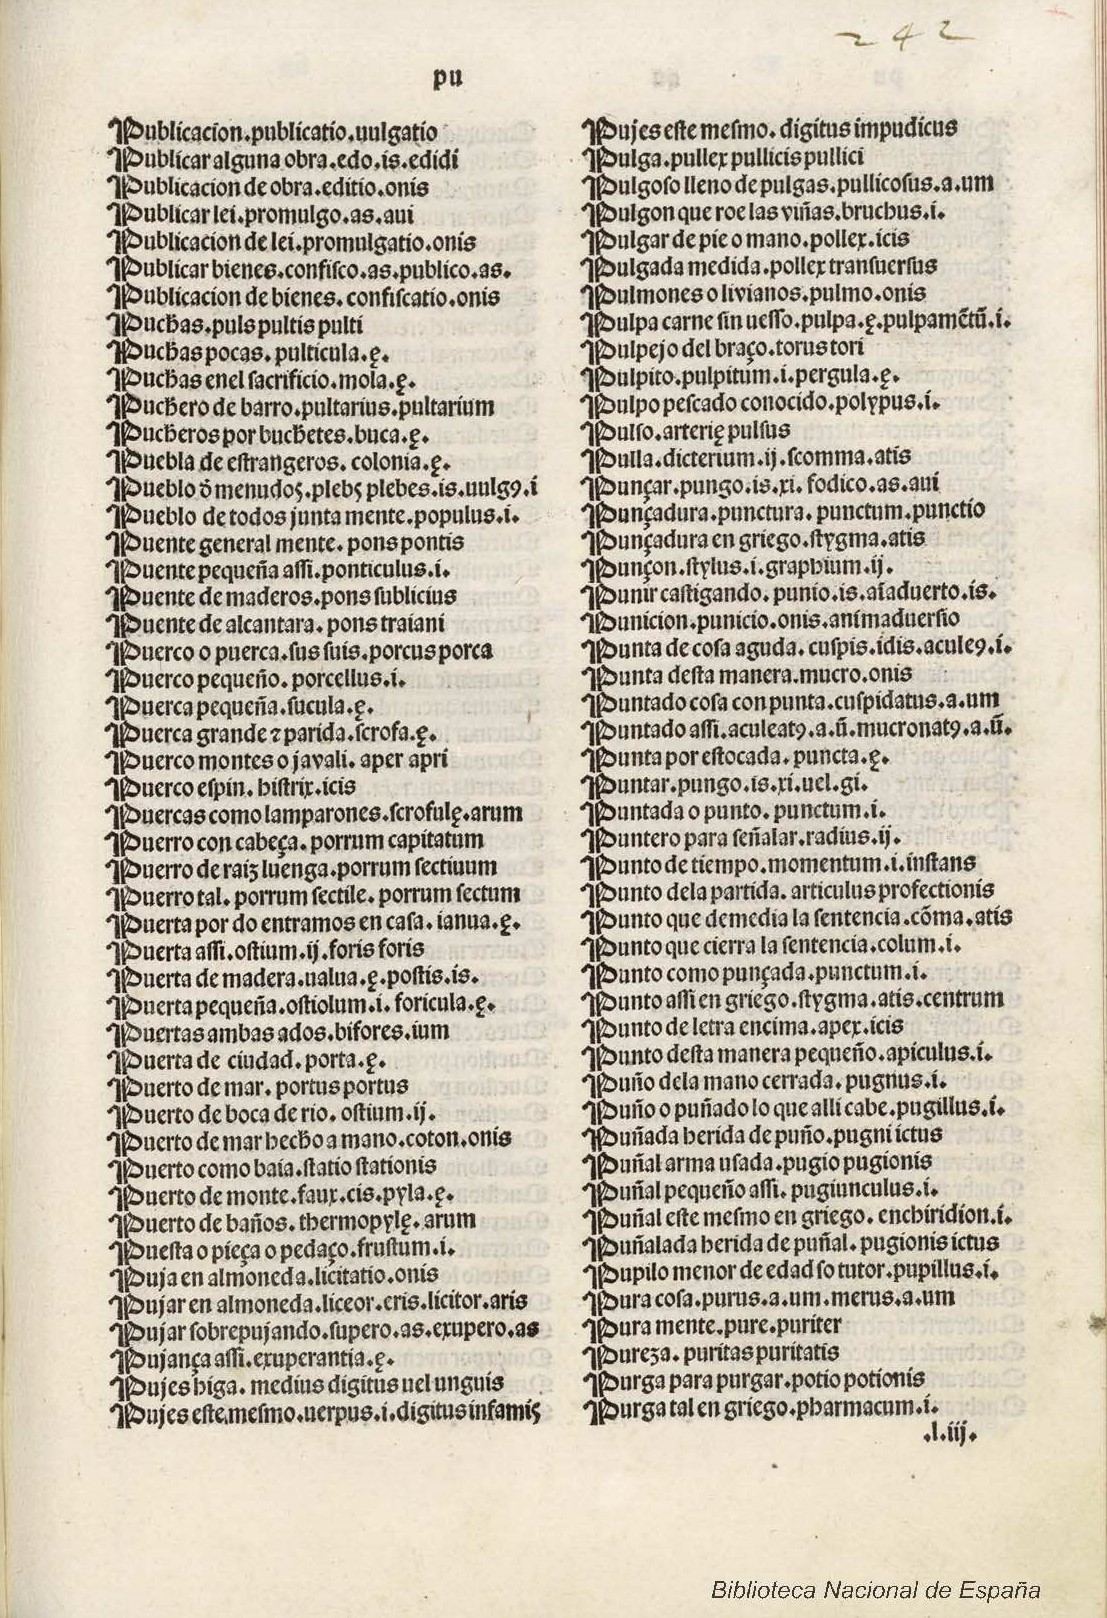 242
pu
Publicacion.publicatio.uulgatio
Publicar alguna obra.edo.is.edidi
Publicacion de obra.editio.onis
Publicar lei.promulgo.as.aui
Publicacion de lei.promulgatio.onis
Publicar bienes.confisco.as.publico.as.
Publicacion de bienes.confiscatio.onis
Puchas.puls pultis pulti
Puchas pocas.pulticula.ę.
Puchas enel sacrificio.mola.ę.
Puchero de barro.pultarius.pultarium
Pucheros por buchetes.buca.ę.
Puebla de estrangeros.colonia.ę.
Pueblo õ menudoς.plebς plebes.is.uulgꝯ.i
Pueblo de todos junta mente.populus.i.
Puente general mente.pons pontis
Puente pequeña assi.ponticulus.i.
Puente de maderos.pons sublicius
Puente de alcantara.pons traiani
Puerco o puerca.sus suis.porcus porca
Puerco pequeño.porcellus.i.
Puerca pequeña.sucula.ę.
Puerca grande ⁊ parida.scrofa.ę.
Puerco montes o javali.aper apri
Puerco espin.histrix.icis
Puercas como lamparones.scrofulę.arum
Puerro con cabeça.porrum capitatum
Puerro de raiz luenga.porrum sectiuum
Puerro tal.porrum sectile.porrum sectum
Puerta por do entramos en casa.ianua.ę.
Puerta assi.ostium.ij.foris foris
Puerta de madera.ualua.ę.postis.is.
Puerta pequeña.ostiolum.i.foricula.ę.
Puertas ambas ados.bifores.ium
Puerta de ciudad.porta.ę.
Puerto de mar.portus portus
Puerto de boca de rio.ostium.ij.
Puerto de mar hecho a mano.coton.onis
Puerto como baia.statio stationis
Puerto de monte.faux.cis.pyla.ę.
Puerto de baños.thermopylę.arum
Puesta o pieça o pedaço.frustum.i.
Puja en almoneda.licitatio.onis
Pujar en almoneda.liceor.eris.licitor.aris
Pujar sobrepujando.supero.as.exupero.as
Pujança assi.exuperantia.ę.
Pujes higa.medius digitus uel unguis
Pujes este mesmo.uerpus.i.digitus infamiς
Pujes este mesmo.digitus impudicus
Pulga.pullex pullicis pullici
Pulgoso lleno de pulgas.pullicosus.a.um
Pulgon que roe las viñas.bruchus.i.
Pulgar de pie o mano.pollex.icis
Pulgada medida.pollex transuersus
Pulmones o livianos.pulmo.onis
Pulpa carne sin uesso.pulpa.ę.pulpamẽtũ.i.
Pulpejo del braço.torus tori
Pulpito.pulpitum.i.pergula.ę.
Pulpo pescado conocido.polypus.i.
Pulso.arterię pulsus
Pulla.dicterium.ij.scomma.atis
Punçar.pungo.is.xi.fodico.as.aui
Punçadura.punctura.punctum.punctio
Punçadura en griego.stygma.atis
Punçon.stylus.i.graphium.ij.
Punir castigando.punio.is.aĩaduerto.is.
Punicion.punicio.onis.animaduersio
Punta de cosa aguda.cuspis.idis.aculeꝯ.i.
Punta desta manera.mucro.onis
Puntado cosa con punta.cuspidatus.a.um
Puntado assi.aculeatꝯ.a.ũ.mucronatꝯ.a.ũ.
Punta por estocada.puncta.ę.
Puntar.pungo.is.xi.uel.gi.
Puntada o punto.punctum.i.
Puntero para señalar.radius.ij.
Punto de tiempo.momentum.i.instans
Punto dela partida.articulus profectionis
Punto que demedia la sentencia.cõma.atis
Punto que cierra la sentencia.colum.i.
Punto como punçada.punctum.i.
Punto assi en griego.stygma.atis.centrum
Punto de letra encima.apex.icis
Punto desta manera pequeño.apiculus.i.
Puño dela mano cerrada.pugnus.i.
Puño o puñado lo que alli cabe.pugillus.i.
Puñada herida de puño.pugni ictus
Puñal arma usada.pugio pugionis
Puñal pequeño assi.pugiunculus.i.
Puñal este mesmo en griego.enchiridion.i.
Puñalada herida de puñal.pugionis ictus
Pupilo menor de edad so tutor.pupillus.i.
Pura cosa.purus.a.um.merus.a.um
Pura mente.pure.puriter
Pureza.puritas puritatis
Purga para purgar.potio potionis
Purga tal en griego.pharmacum.i.
.l.iij.
Biblioteca Nacional de España